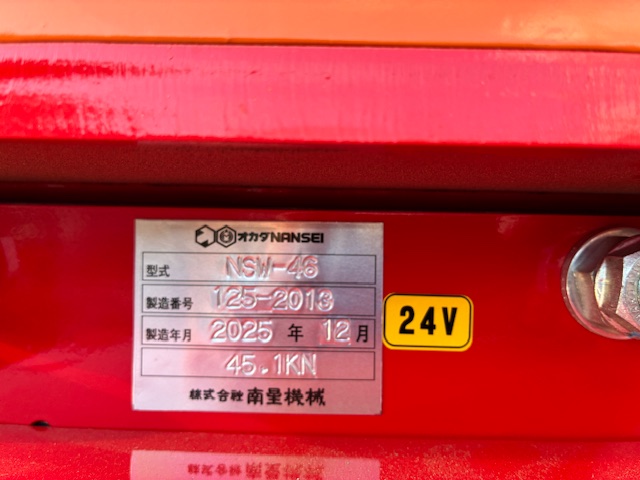 オカダNANSEI
型式 NSW-4S
製造番号 125-2013
製造年月 2025 年 12 月
45.1KN
株式会社 南星機械
24V